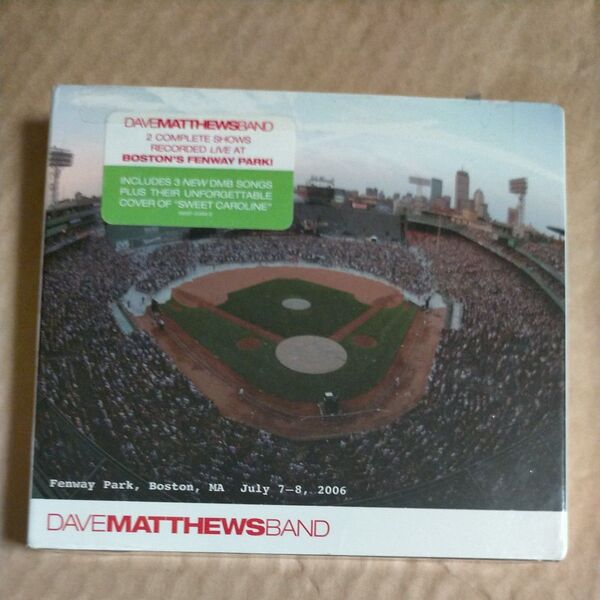 DAVEMATTHEWSBAND
2 COMPLETE SHOWS
RECORDED LIVE AT
BOSTON'S FENWAY PARK!
INCLUDES 3 NEW DMB SONGS
PLUS THEIR UNFORGETTABLE
COVER OF "SWEET CAROLINE"
Fenway Park, Boston, MA July 7–8, 2006
DAVEMATTHEWSBAND